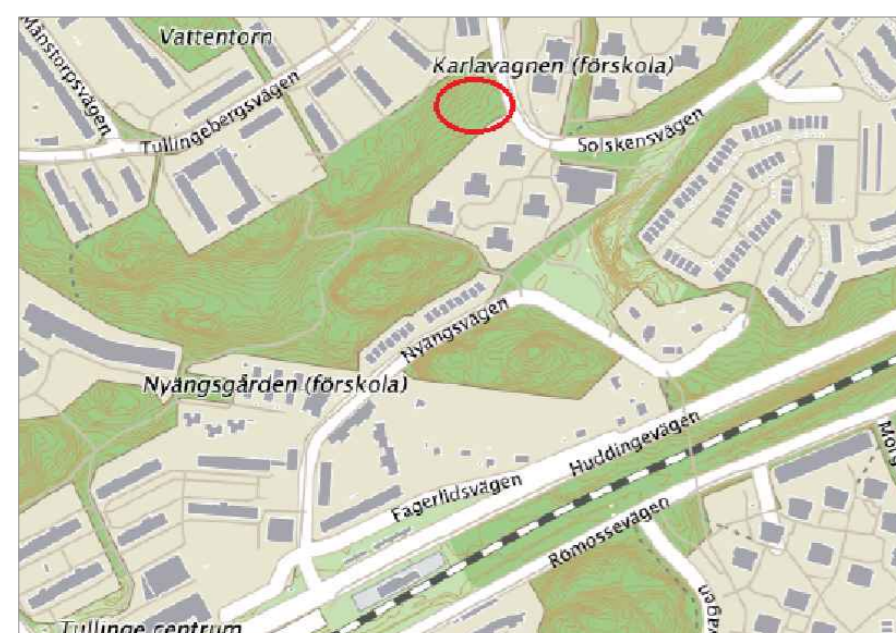 Månstorpsvägen
Vattentorn
Karlavagnen (förskola)
Tullingebergsvägen
Solskensvägen
Nyängsvägen
Nyängsgården (förskola)
Huddingevägen
Fagerlidsvägen
Römossevägen
Tullinge centrum